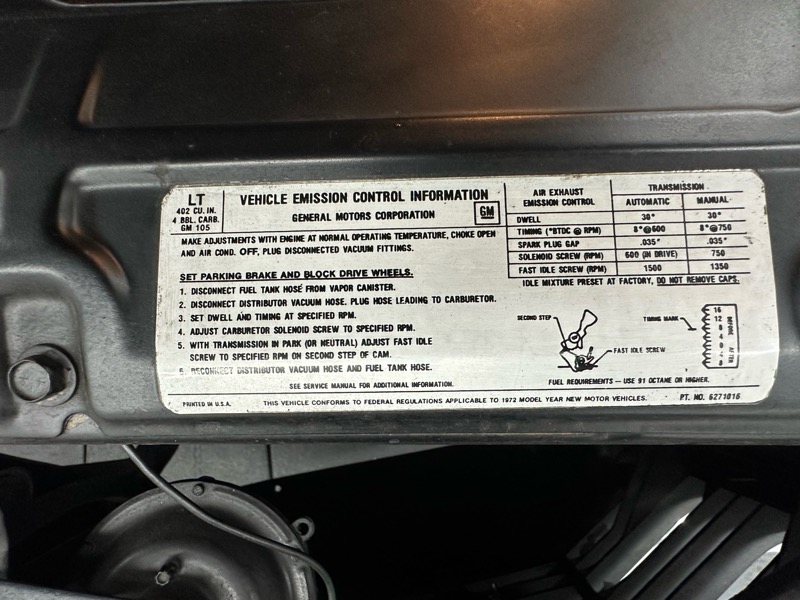 LT
402 CU. IN.
4 BBL. CARB.
GM 105
VEHICLE EMISSION CONTROL INFORMATION
GENERAL MOTORS CORPORATION
GM
MAKE ADJUSTMENTS WITH ENGINE AT NORMAL OPERATING TEMPERATURE, CHOKE OPEN
AND AIR COND. OFF, PLUG DISCONNECTED VACUUM FITTINGS.
SET PARKING BRAKE AND BLOCK DRIVE WHEELS.
1. DISCONNECT FUEL TANK HOSE FROM VAPOR CANISTER.
2. DISCONNECT DISTRIBUTOR VACUUM HOSE. PLUG HOSE LEADING TO CARBURETOR.
3. SET DWELL AND TIMING AT SPECIFIED RPM.
4. ADJUST CARBURETOR SOLENOID SCREW TO SPECIFIED RPM.
5. WITH TRANSMISSION IN PARK (OR NEUTRAL) ADJUST FAST IDLE
SCREW TO SPECIFIED RPM ON SECOND STEP OF CAM.
6. RECONNECT DISTRIBUTOR VACUUM HOSE AND FUEL TANK HOSE.
SEE SERVICE MANUAL FOR ADDITIONAL INFORMATION.
AIR EXHAUST EMISSION CONTROL TRANSMISSION
AUTOMATIC MANUAL
DWELL 30° 30°
TIMING (°BTDC @ RPM) 8°@600 8°@750
SPARK PLUG GAP .035" .035"
SOLENOID SCREW (RPM) 600 (IN DRIVE) 750
FAST IDLE SCREW (RPM) 1500 1350
IDLE MIXTURE PRESET AT FACTORY, DO NOT REMOVE CAPS.
SECOND STEP
FAST IDLE SCREW
TIMING MARK
16
12
8
4
0
4
8
BEFORE
AFTER
FUEL REQUIREMENTS — USE 91 OCTANE OR HIGHER.
PRINTED IN U.S.A. THIS VEHICLE CONFORMS TO FEDERAL REGULATIONS APPLICABLE TO 1972 MODEL YEAR NEW MOTOR VEHICLES. PT. NO. 6271016